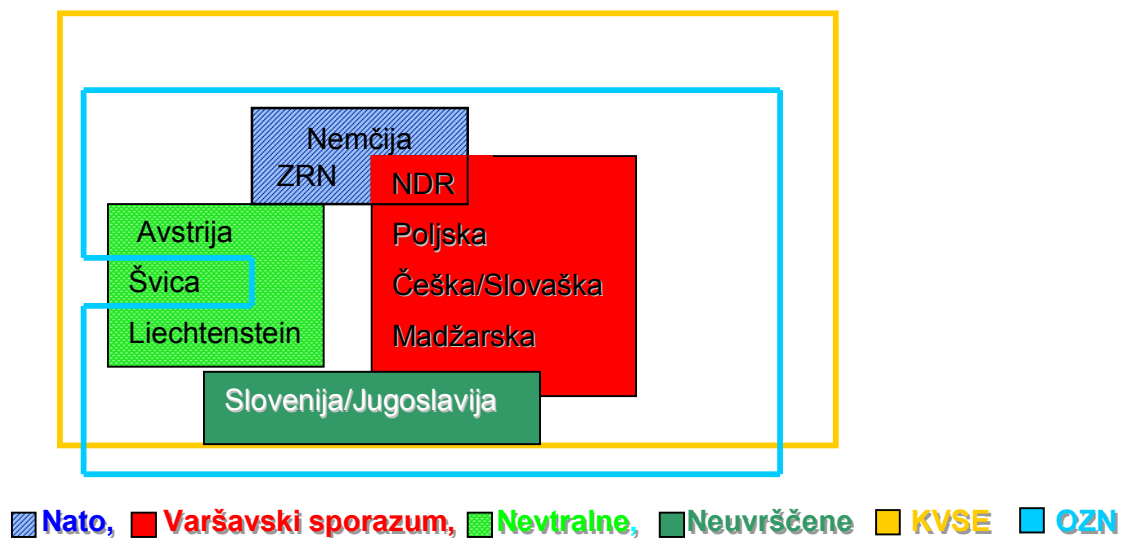 Nemčija
ZRN
NDR
Avstrija
Poljska
Švica
Češka/Slovaška
Liechtenstein
Madžarska
Slovenija/Jugoslavija
Nato, Varšavski sporazum, Nevtralne, Neuvrščene KVSE OZN